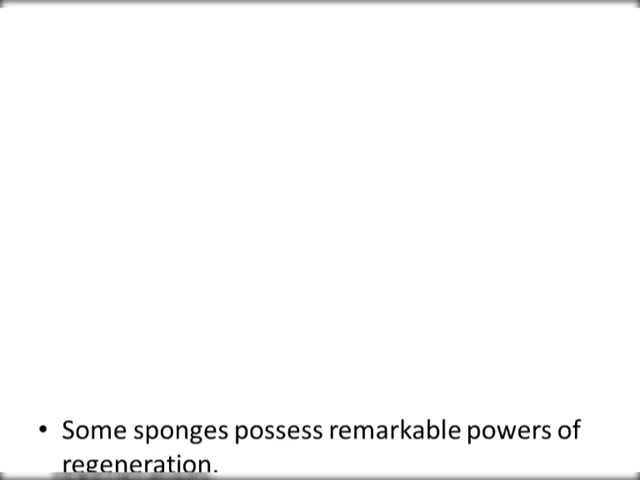 • Some sponges possess remarkable powers of
regeneration.